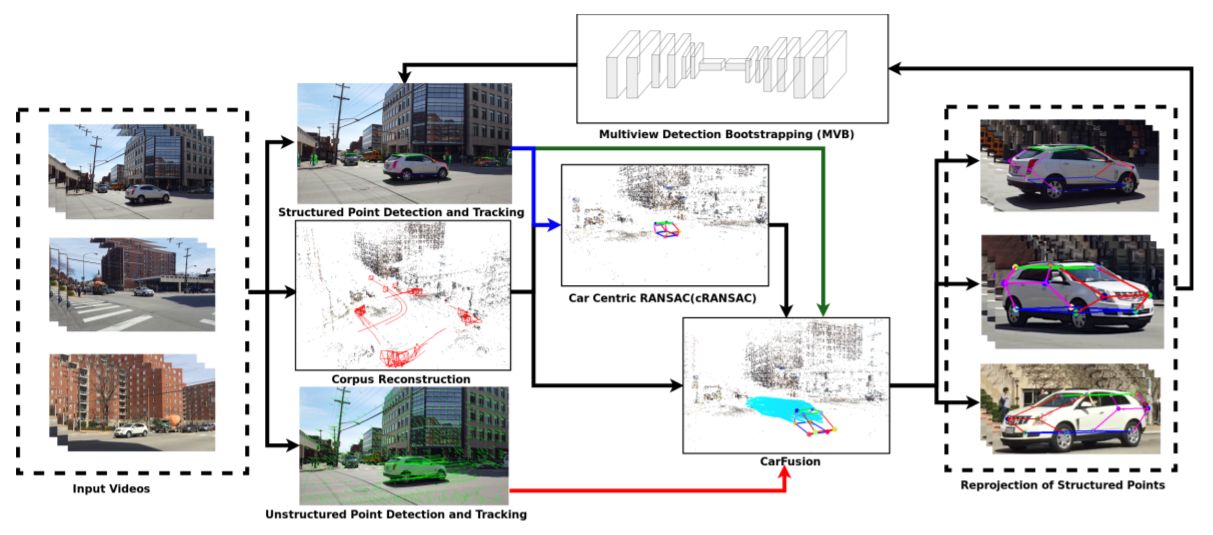 Multiview Detection Bootstrapping (MVB)
Structured Point Detection and Tracking
Car Centric RANSAC(cRANSAC)
Corpus Reconstruction
CarFusion
Input Videos
Reprojection of Structured Points
Unstructured Point Detection and Tracking